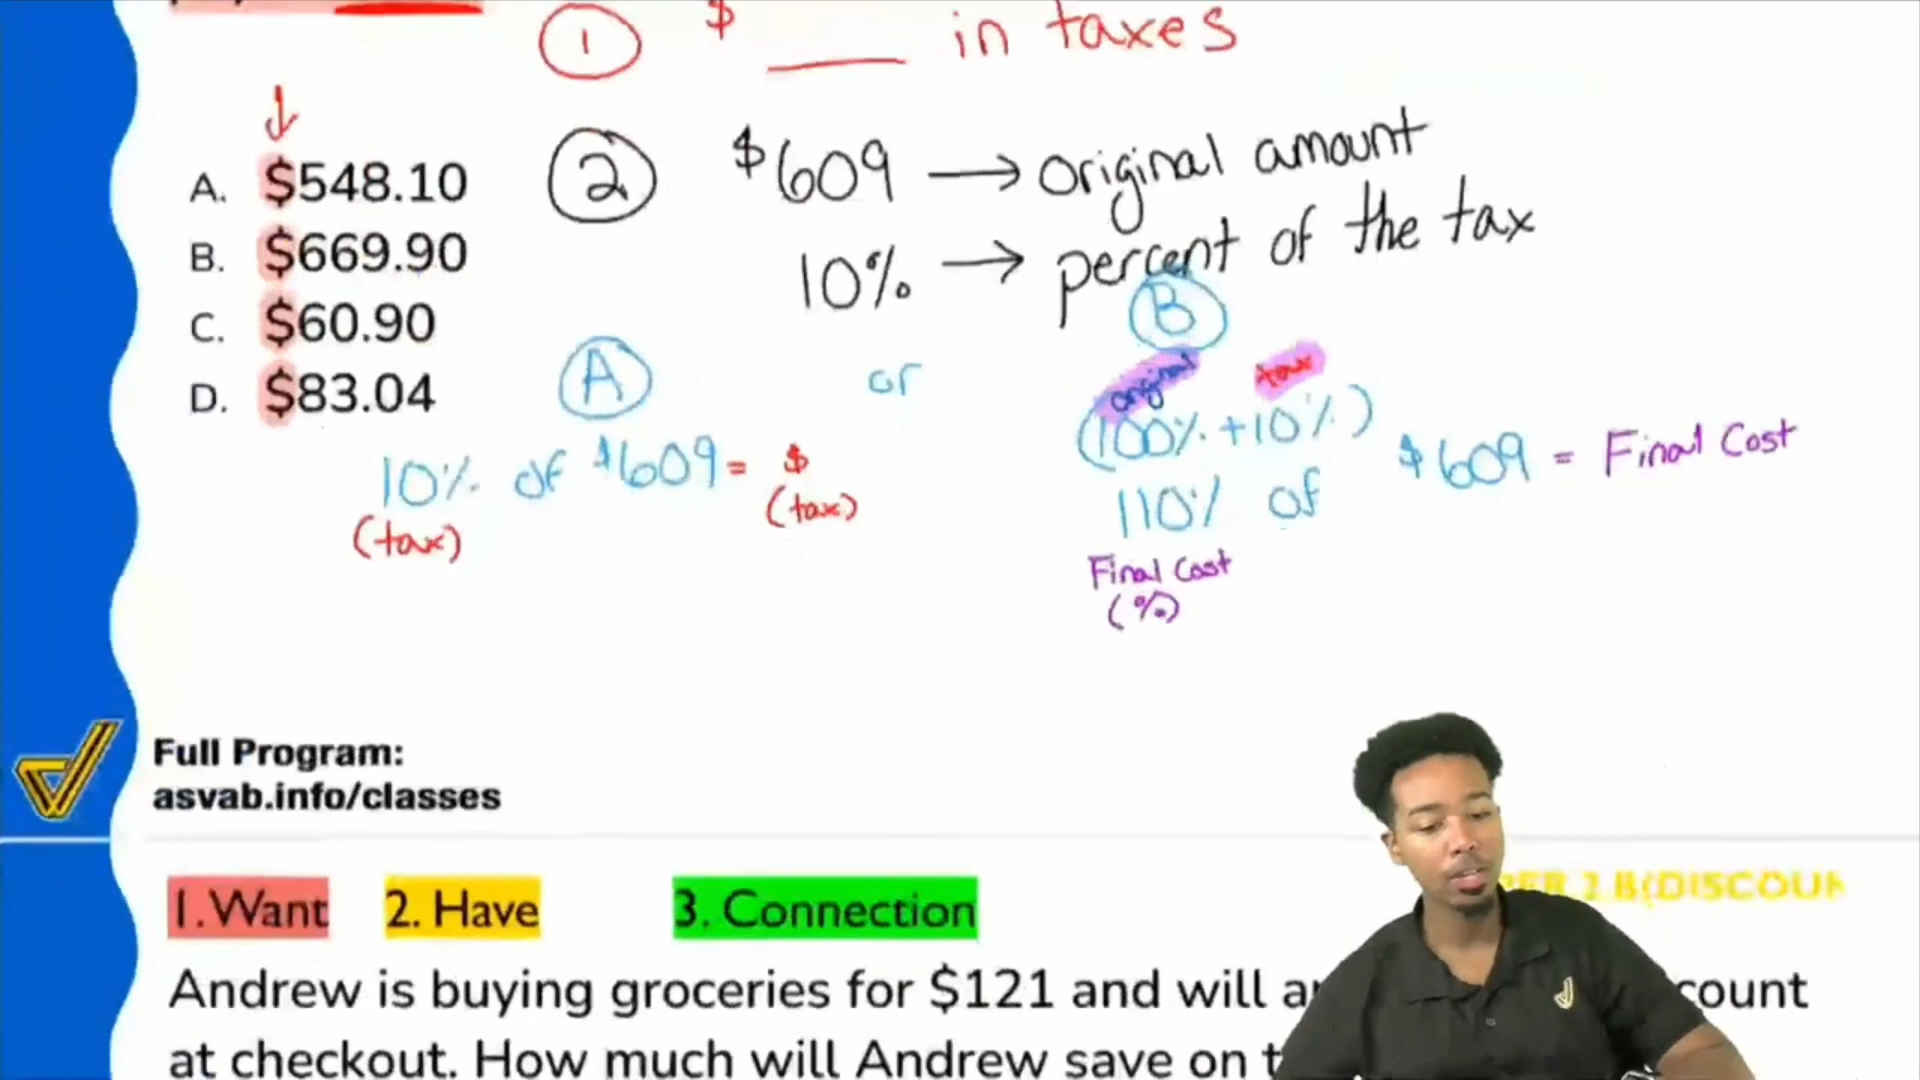 1 $ ____ in taxes
A. $548.10
B. $669.90
C. $60.90
D. $83.04
2 $609 → original amount
10% → percent of the tax
A or B
original tax
(100% + 10%)
10% of $609 = $
(tax) (tax)
110% of $609 = Final Cost
Final Cost
(%)
Full Program:
asvab.info/classes
1. Want 2. Have 3. Connection
2.B(DISCOUN
Andrew is buying groceries for $121 and will count
at checkout. How much will Andrew save on